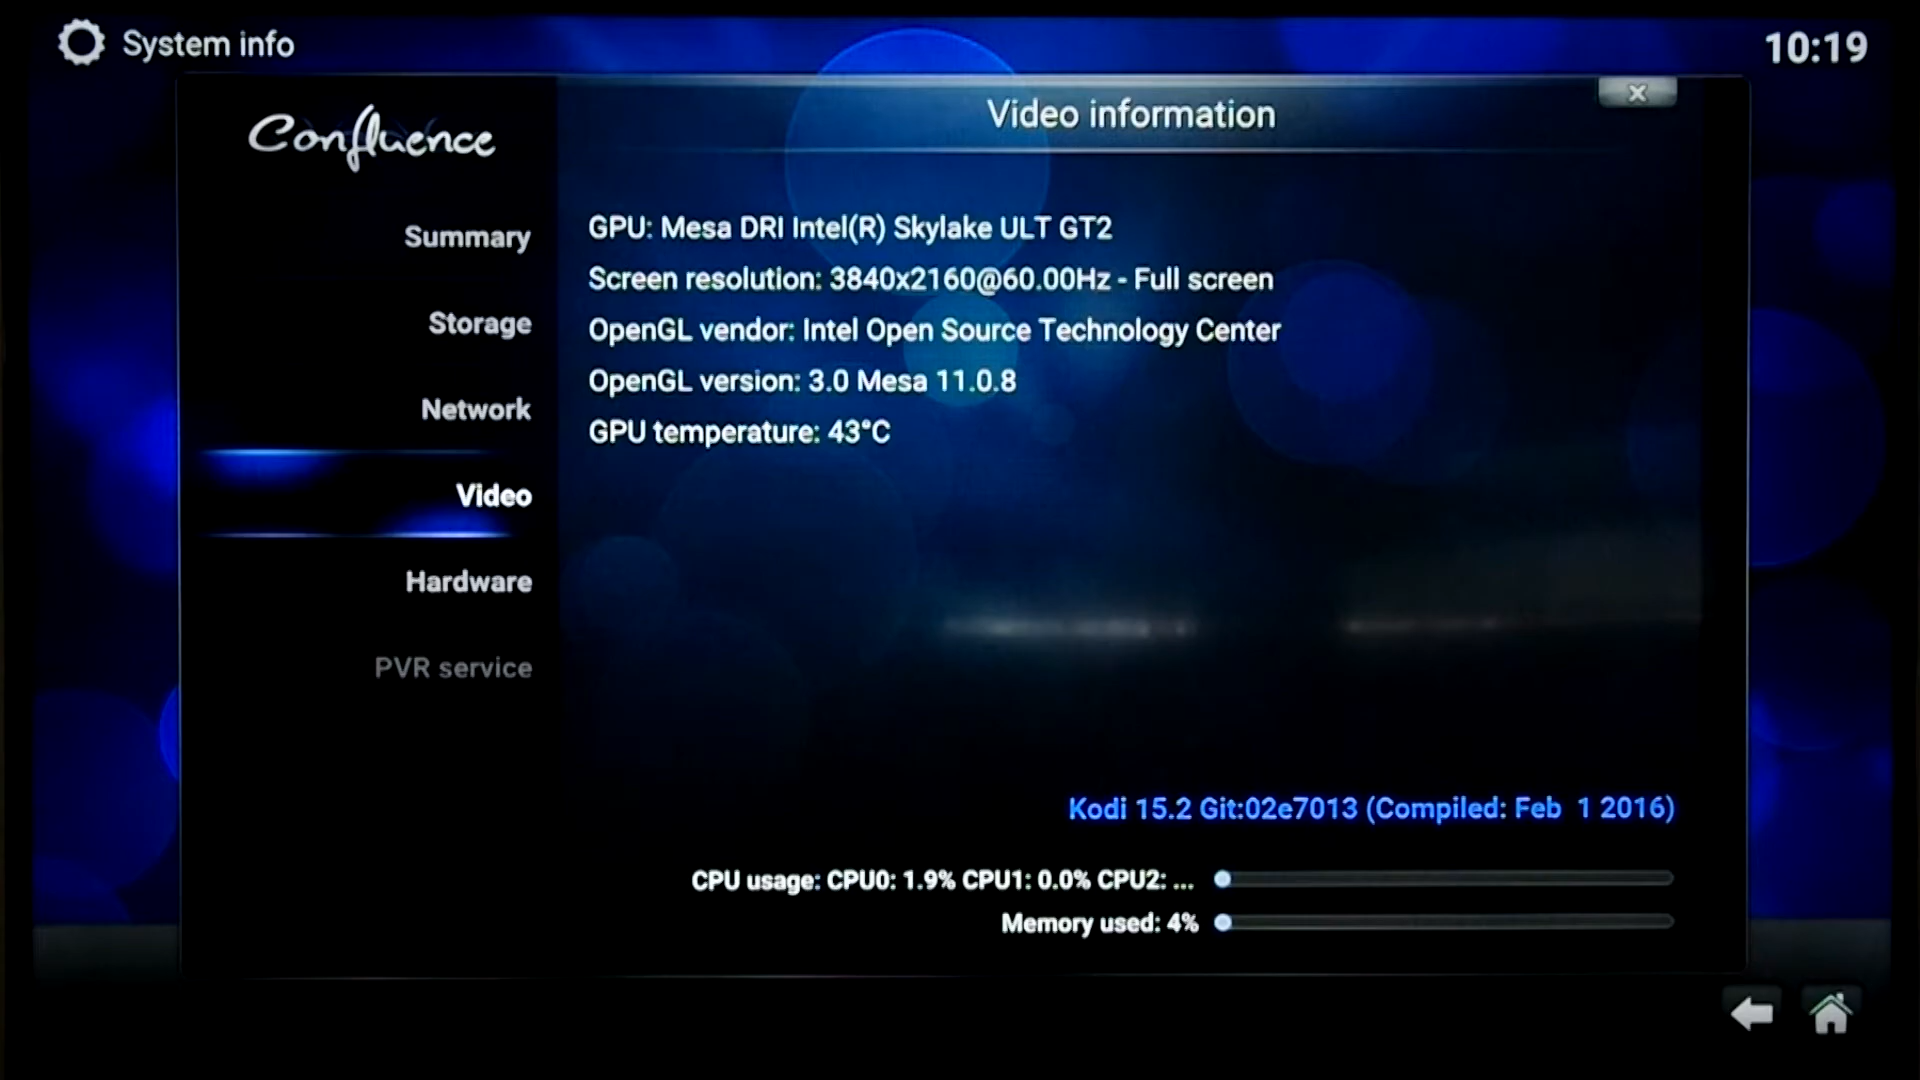 System info
10:19
Confluence
Video information
Summary
Storage
Network
Video
Hardware
PVR service
GPU: Mesa DRI Intel(R) Skylake ULT GT2
Screen resolution: 3840x2160@60.00Hz - Full screen
OpenGL vendor: Intel Open Source Technology Center
OpenGL version: 3.0 Mesa 11.0.8
GPU temperature: 43°C
Kodi 15.2 Git:02e7013 (Compiled: Feb  1 2016)
CPU usage: CPU0: 1.9% CPU1: 0.0% CPU2: ...
Memory used: 4%